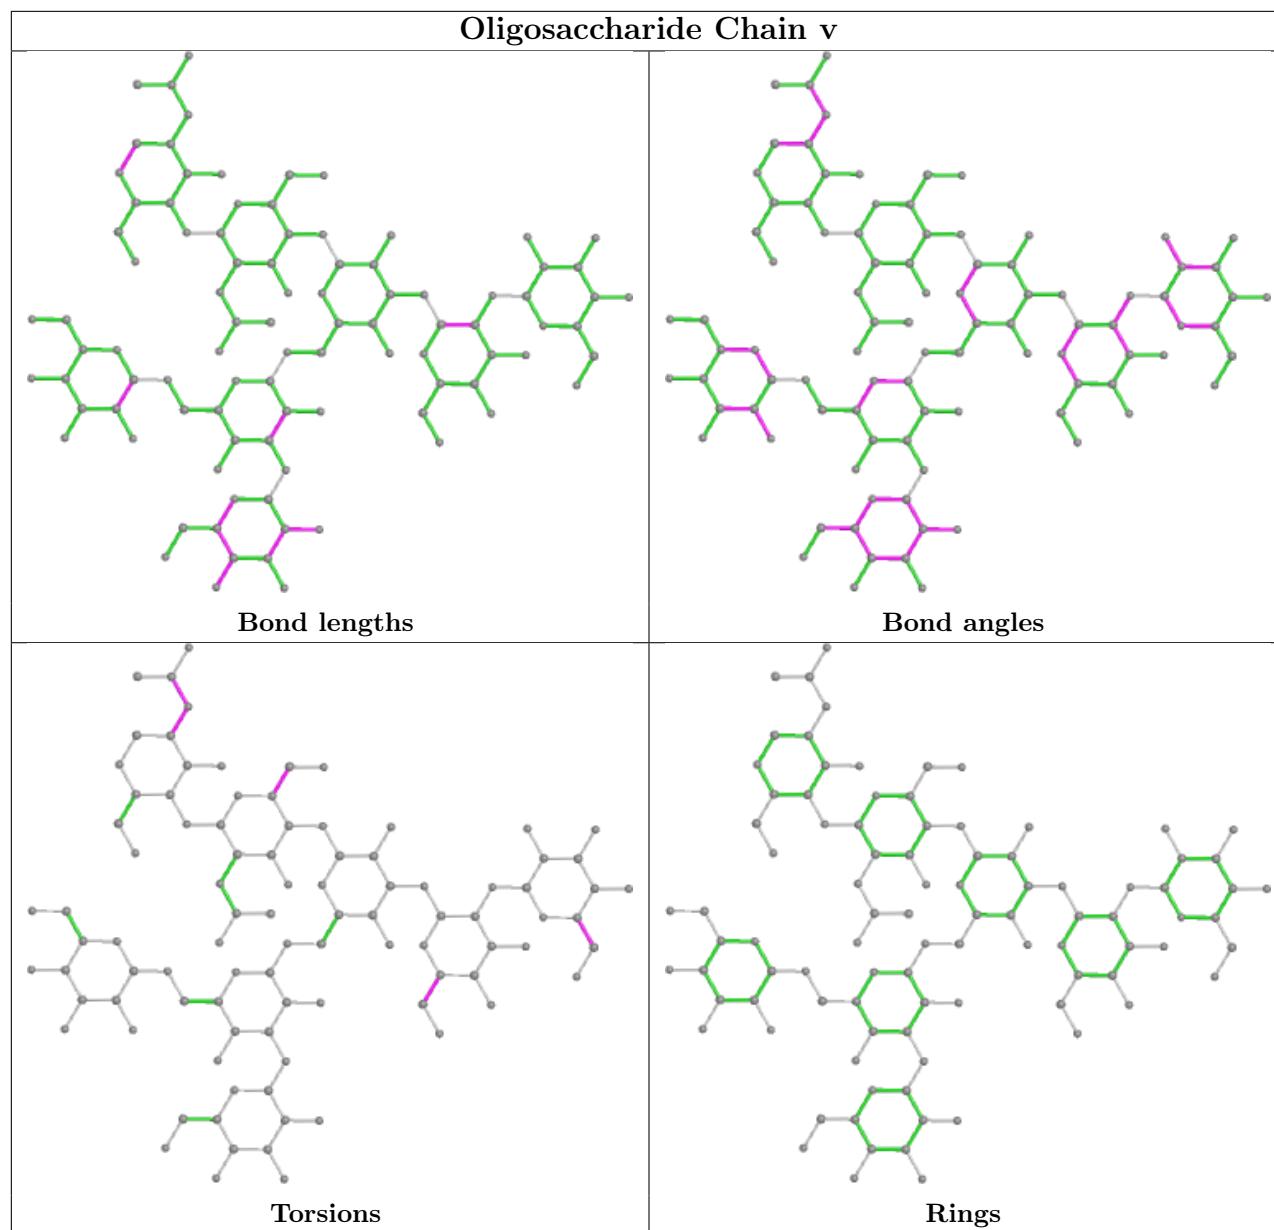 Oligosaccharide Chain v
Bond lengths
Bond angles
Torsions
Rings